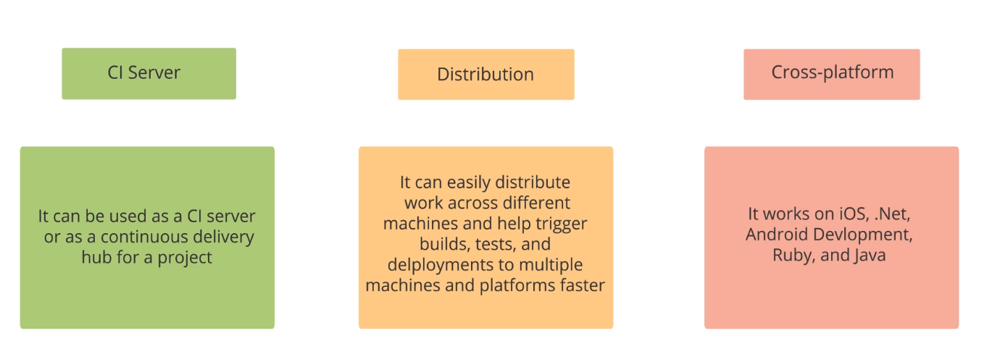 CI Server
Distribution
Cross-platform
It can be used as a CI server
or as a continuous delivery
hub for a project
It can easily distribute
work across different
machines and help trigger
builds, tests, and
delployments to multiple
machines and platforms faster
It works on iOS, .Net,
Android Devlopment,
Ruby, and Java